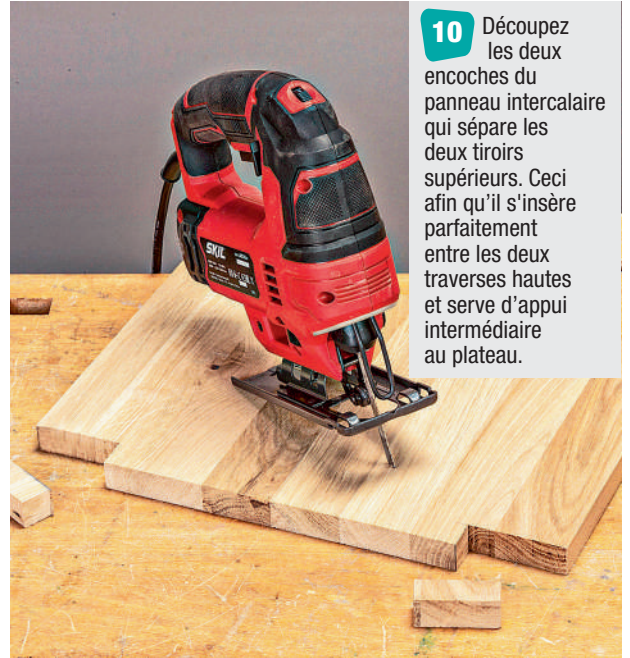 10 Découpez
les deux
encoches du
panneau intercalaire
qui sépare les
deux tiroirs
supérieurs. Ceci
afin qu'il s'insère
parfaitement
entre les deux
traverses hautes
et serve d’appui
intermédiaire
au plateau.
SKIL